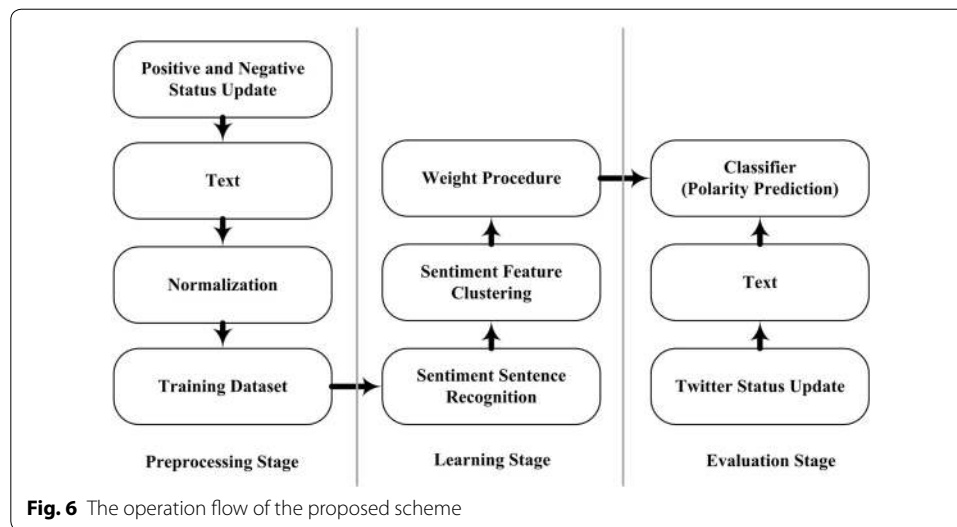 Positive and Negative
Status Update
Text
Normalization
Training Dataset
Preprocessing Stage
Weight Procedure
Sentiment Feature
Clustering
Sentiment Sentence
Recognition
Learning Stage
Classifier
(Polarity Prediction)
Text
Twitter Status Update
Evaluation Stage
Fig. 6 The operation flow of the proposed scheme